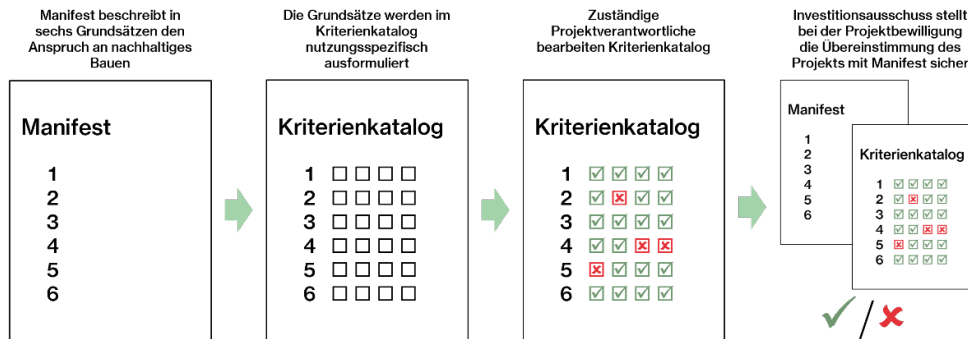 Manifest beschreibt in
sechs Grundsätzen den
Anspruch an nachhaltiges
Bauen
Manifest
1
2
3
4
5
6
Die Grundsätze werden im
Kriterienkatalog
nutzungsspezifisch
ausformuliert
Kriterienkatalog
1
2
3
4
5
6
Zuständige
Projektverantwortliche
bearbeiten Kriterienkatalog
Kriterienkatalog
1
2
3
4
5
6
Investitionsausschuss stellt
bei der Projektbewilligung
die Übereinstimmung des
Projekts mit Manifest sicher
Manifest
1
2
3
4
5
6
Kriterienkatalog
1
2
3
4
5
6